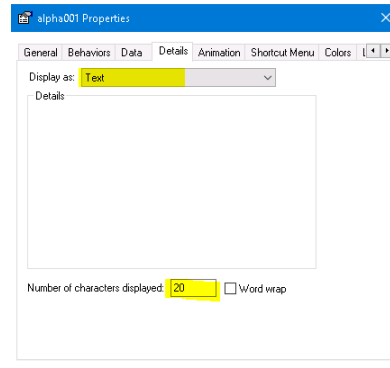 alpha001 Properties
General Behaviors Data Details Animation Shortcut Menu Colors
Display as: Text
Details
Number of characters displayed: 20 Word wrap